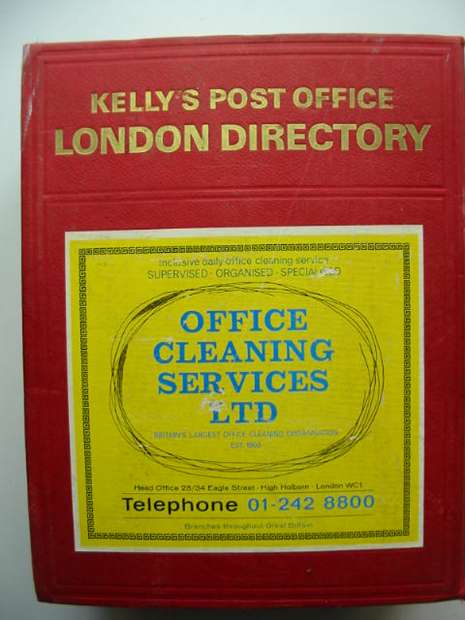 KELLY'S POST OFFICE
LONDON DIRECTORY
Inclusive daily office cleaning service
SUPERVISED · ORGANISED · SPECIALISED
OFFICE
CLEANING
SERVICES
LTD
BRITAIN'S LARGEST OFFICE CLEANING ORGANISATION
EST.
Head Office 28/34 Eagle Street · High Holborn · London WC1
Telephone 01-242 8800
Branches throughout Great Britain